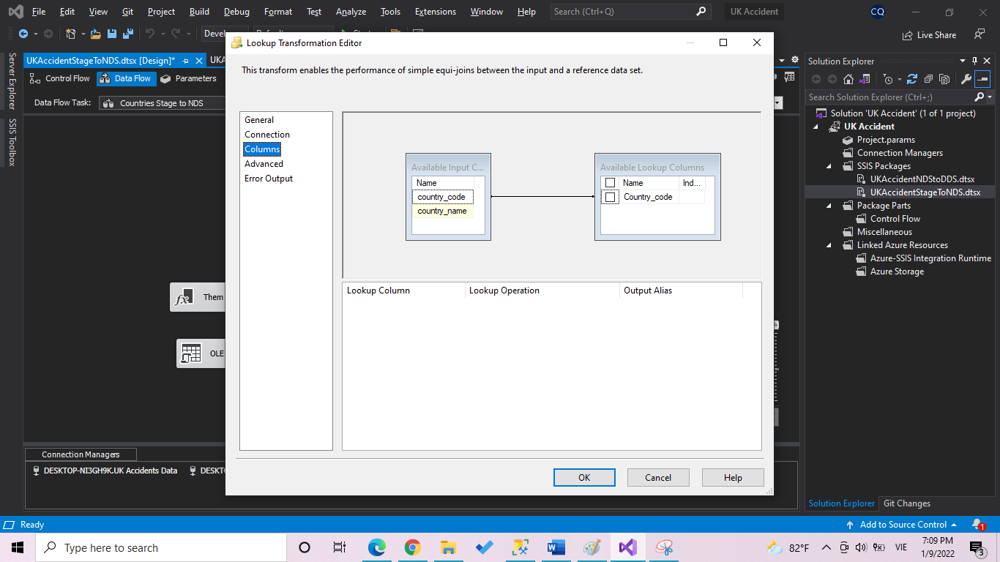 File Edit View Git Project Build Debug Format Test Analyze Tools Extensions Window Help Search (Ctrl+Q) UK Accident CQ
Live Share
UKAccidentStageToNDS.dtsx [Design]*
Control Flow Data Flow Parameters
Data Flow Task: Countries Stage to NDS
Server Explorer
SSIS Toolbox
Them
OLE
Lookup Transformation Editor
This transform enables the performance of simple equi-joins between the input and a reference data set.
General
Connection
Columns
Advanced
Error Output
Available Input C...
Name
country_code
country_name
Available Lookup Columns
Name Ind...
Country_code
Lookup Column Lookup Operation Output Alias
OK Cancel Help
Connection Managers
DESKTOP-NI3GH9K.UK Accidents Data
Solution Explorer
Search Solution Explorer (Ctrl+;)
Solution 'UK Accident' (1 of 1 project)
UK Accident
Project.params
Connection Managers
SSIS Packages
UKAccidentNDStoDDS.dtsx
UKAccidentStageToNDS.dtsx
Package Parts
Control Flow
Miscellaneous
Linked Azure Resources
Azure-SSIS Integration Runtime
Azure Storage
Solution Explorer Git Changes
Ready Add to Source Control 1
Type here to search 82°F VIE 7:09 PM
1/9/2022 3